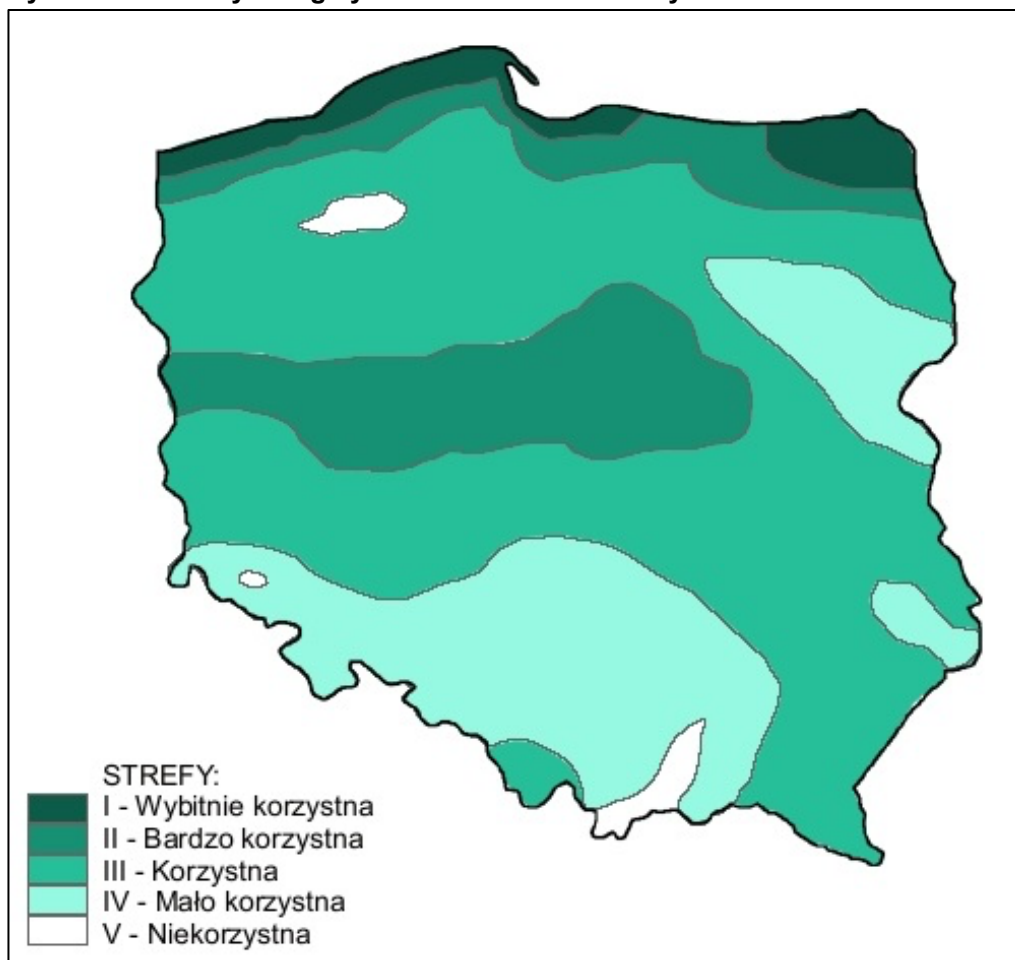 STREFY:
I - Wybitnie korzystna
II - Bardzo korzystna
III - Korzystna
IV - Mało korzystna
V - Niekorzystna